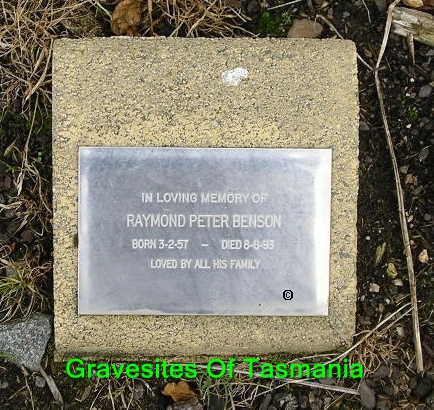 IN LOVING MEMORY OF
RAYMOND PETER BENSON
BORN 3-2-57 - DIED 8-6-93
LOVED BY ALL HIS FAMILY
©
Gravesites Of Tasmania